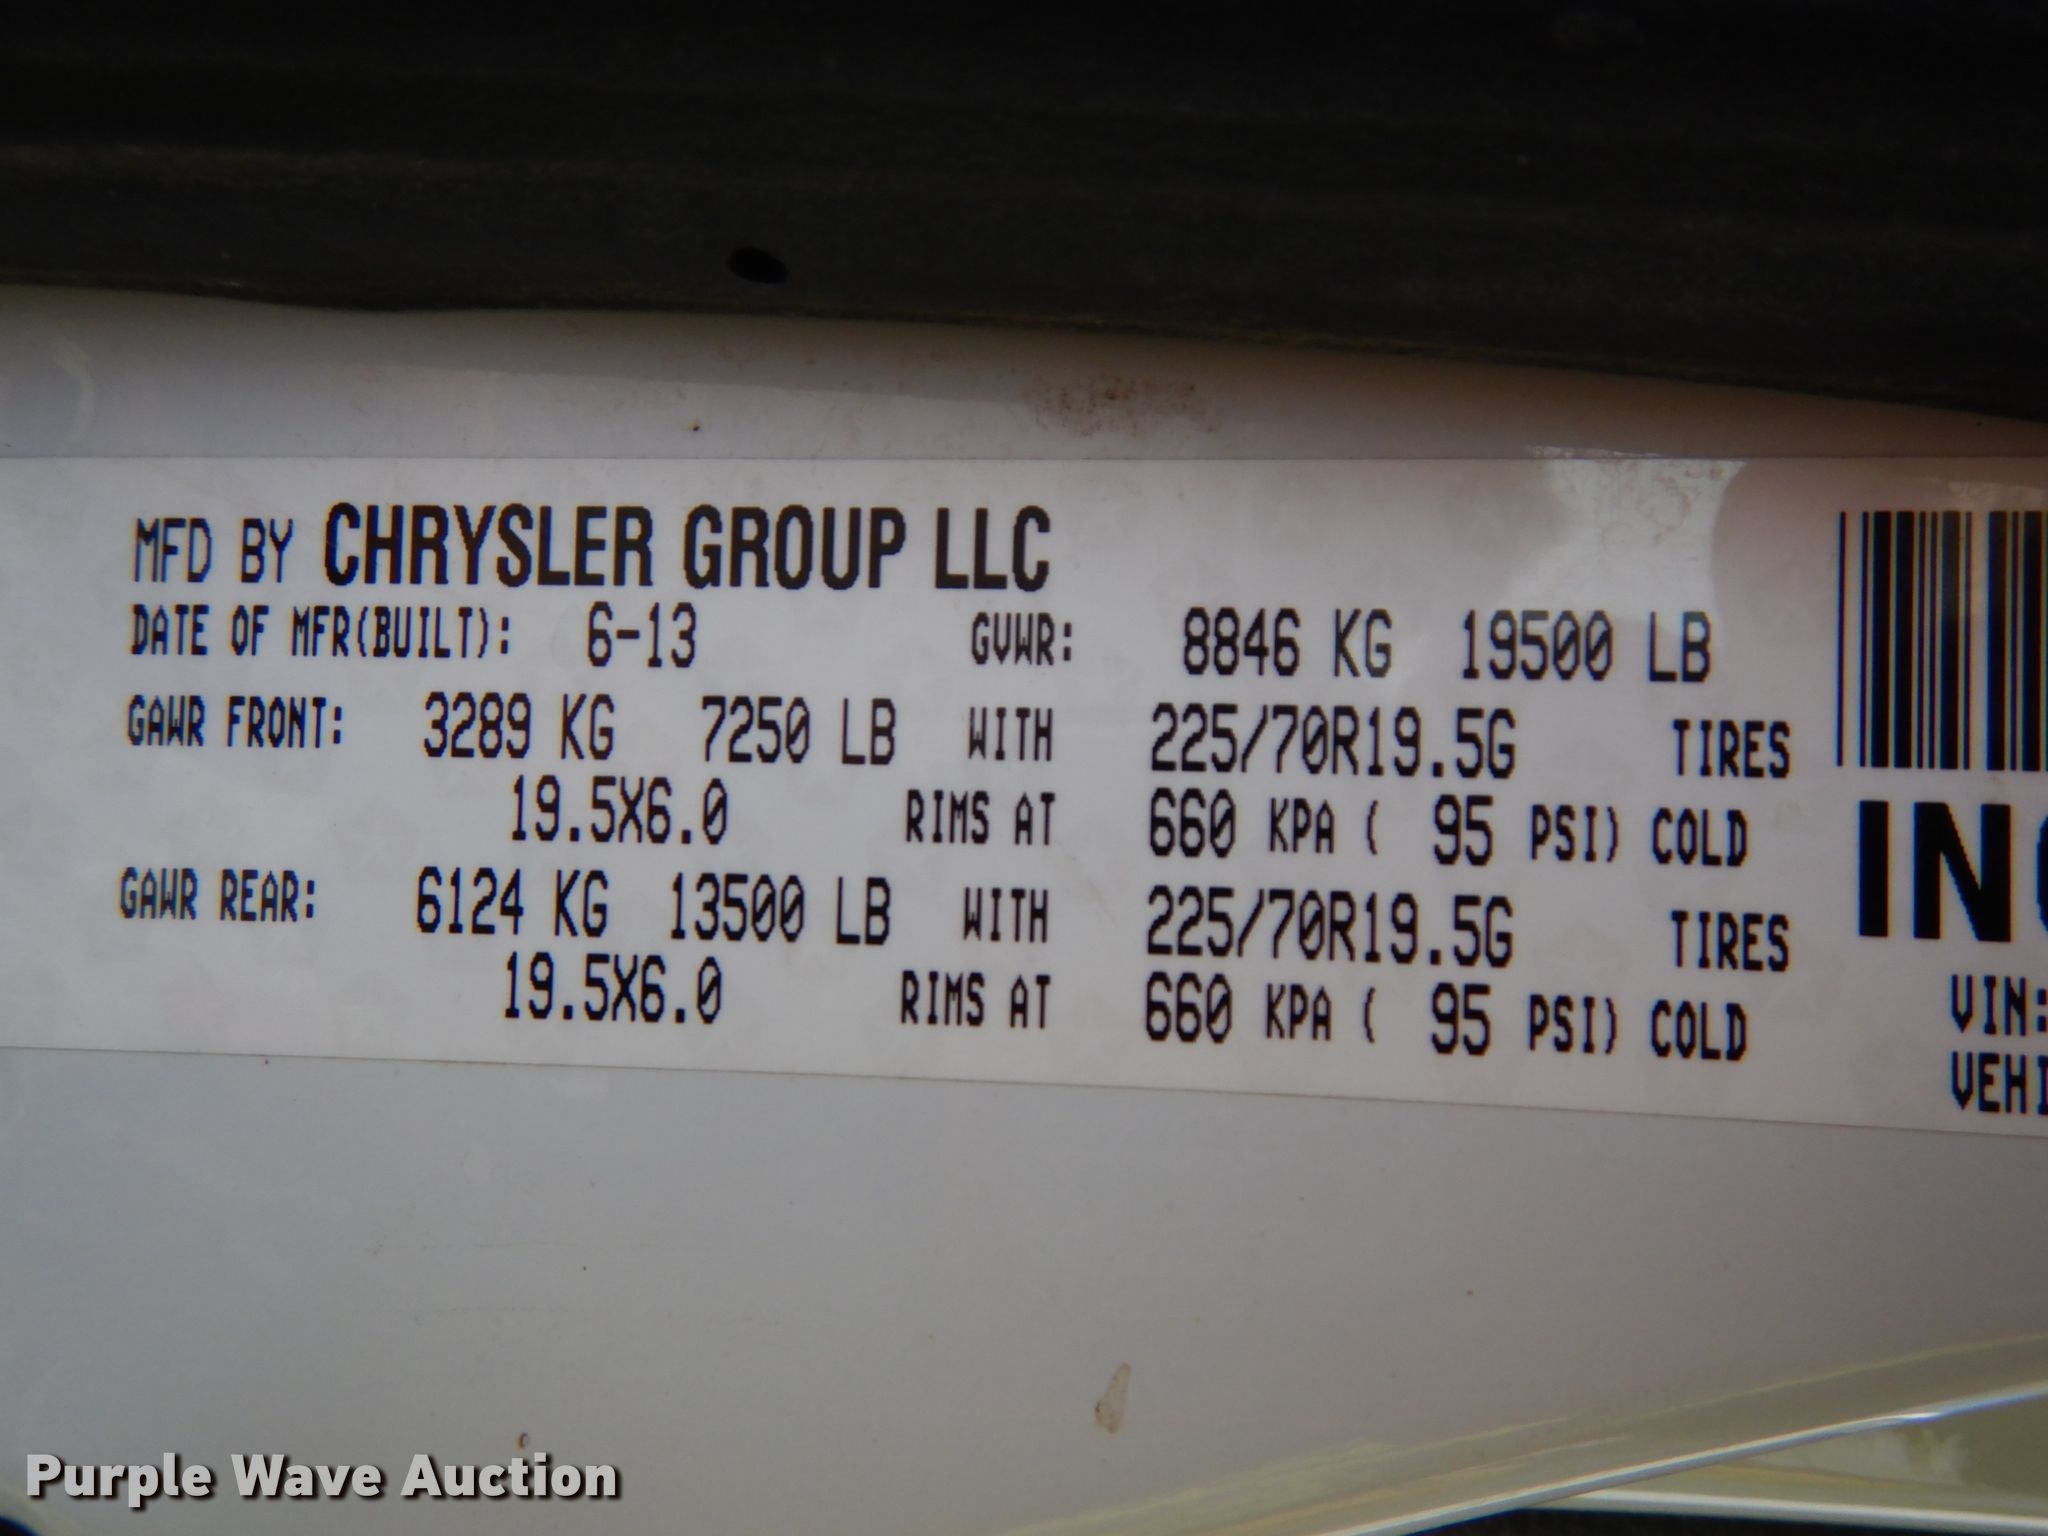 MFD BY CHRYSLER GROUP LLC
DATE OF MFR(BUILT): 6-13 GVWR: 8846 KG 19500 LB
GAWR FRONT: 3289 KG 7250 LB WITH 225/70R19.5G TIRES
19.5X6.0 RIMS AT 660 KPA ( 95 PSI) COLD
GAWR REAR: 6124 KG 13500 LB WITH 225/70R19.5G TIRES
19.5X6.0 RIMS AT 660 KPA ( 95 PSI) COLD
VIN:
Purple Wave Auction